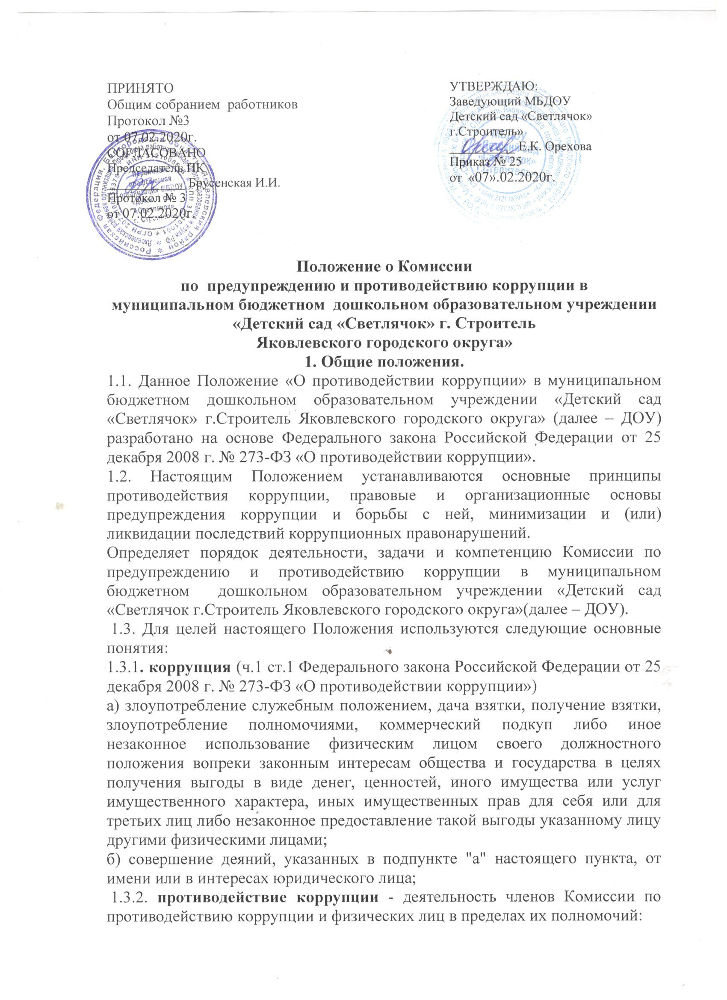 ПРИНЯТО
Общим собранием  работников
Протокол №3
от 07.02.2020г.
СОГЛАСОВАНО
Председатель ПК
____________ Брусенская И.И.
Протокол № 3
от 07.02.2020г.
УТВЕРЖДАЮ:
Заведующий МБДОУ
Детский сад «Светлячок»
г.Строитель»
__________ Е.К. Орехова
Приказ № 25
от  «07».02.2020г.
Положение о Комиссии
по  предупреждению и противодействию коррупции в
муниципальном бюджетном  дошкольном образовательном учреждении
«Детский сад «Светлячок» г. Строитель
Яковлевского городского округа»
1. Общие положения.
1.1. Данное Положение «О противодействии коррупции» в муниципальном
бюджетном дошкольном образовательном учреждении «Детский сад
«Светлячок» г.Строитель Яковлевского городского округа» (далее – ДОУ)
разработано на основе Федерального закона Российской Федерации от 25
декабря 2008 г. № 273-ФЗ «О противодействии коррупции».
1.2. Настоящим Положением устанавливаются основные принципы
противодействия коррупции, правовые и организационные основы
предупреждения коррупции и борьбы с ней, минимизации и (или)
ликвидации последствий коррупционных правонарушений.
Определяет порядок деятельности, задачи и компетенцию Комиссии по
предупреждению и противодействию коррупции в муниципальном
бюджетном  дошкольном образовательном учреждении «Детский сад
«Светлячок г.Строитель Яковлевского городского округа»(далее – ДОУ).
1.3. Для целей настоящего Положения используются следующие основные
понятия:
1.3.1. коррупция (ч.1 ст.1 Федерального закона Российской Федерации от 25
декабря 2008 г. № 273-ФЗ «О противодействии коррупции»)
а) злоупотребление служебным положением, дача взятки, получение взятки,
злоупотребление полномочиями, коммерческий подкуп либо иное
незаконное использование физическим лицом своего должностного
положения вопреки законным интересам общества и государства в целях
получения выгоды в виде денег, ценностей, иного имущества или услуг
имущественного характера, иных имущественных прав для себя или для
третьих лиц либо незаконное предоставление такой выгоды указанному лицу
другими физическими лицами;
б) совершение деяний, указанных в подпункте "а" настоящего пункта, от
имени или в интересах юридического лица;
1.3.2. противодействие коррупции - деятельность членов Комиссии по
противодействию коррупции и физических лиц в пределах их полномочий: